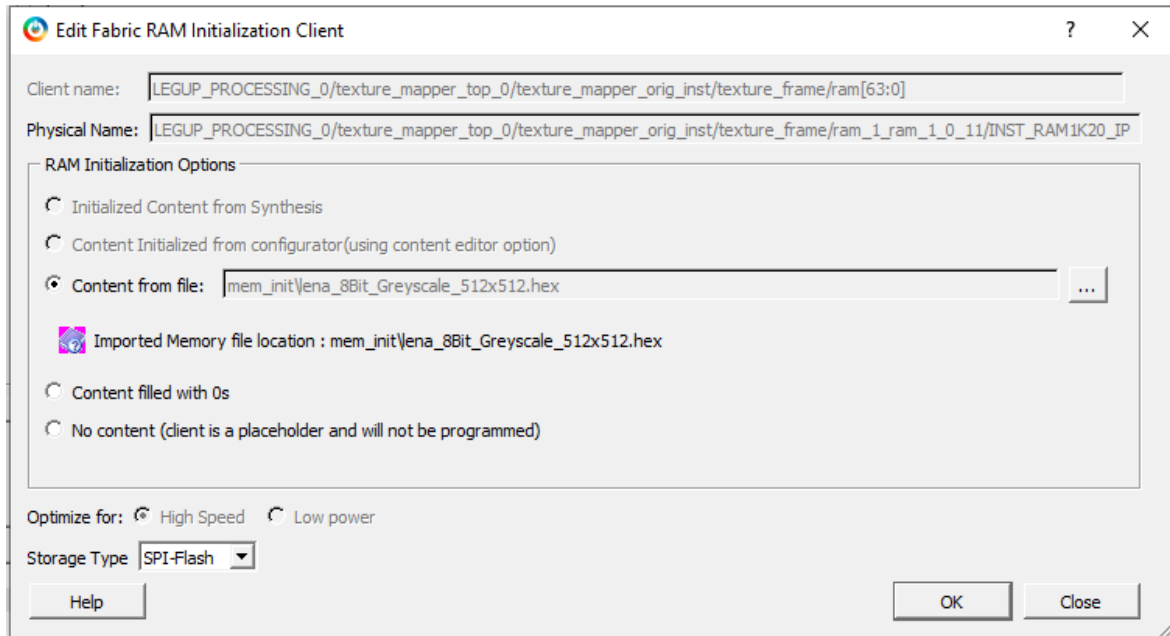 Edit Fabric RAM Initialization Client
? X
Client name: LEGUP_PROCESSING_0/texture_mapper_top_0/texture_mapper_orig_inst/texture_frame/ram[63:0]
Physical Name: LEGUP_PROCESSING_0/texture_mapper_top_0/texture_mapper_orig_inst/texture_frame/ram_1_ram_1_0_11/INST_RAM1K20_IP
RAM Initialization Options
Initialized Content from Synthesis
Content Initialized from configurator(using content editor option)
Content from file: mem_init\lena_8Bit_Greyscale_512x512.hex ...
Imported Memory file location : mem_init\lena_8Bit_Greyscale_512x512.hex
Content filled with 0s
No content (client is a placeholder and will not be programmed)
Optimize for: High Speed Low power
Storage Type SPI-Flash
Help OK Close